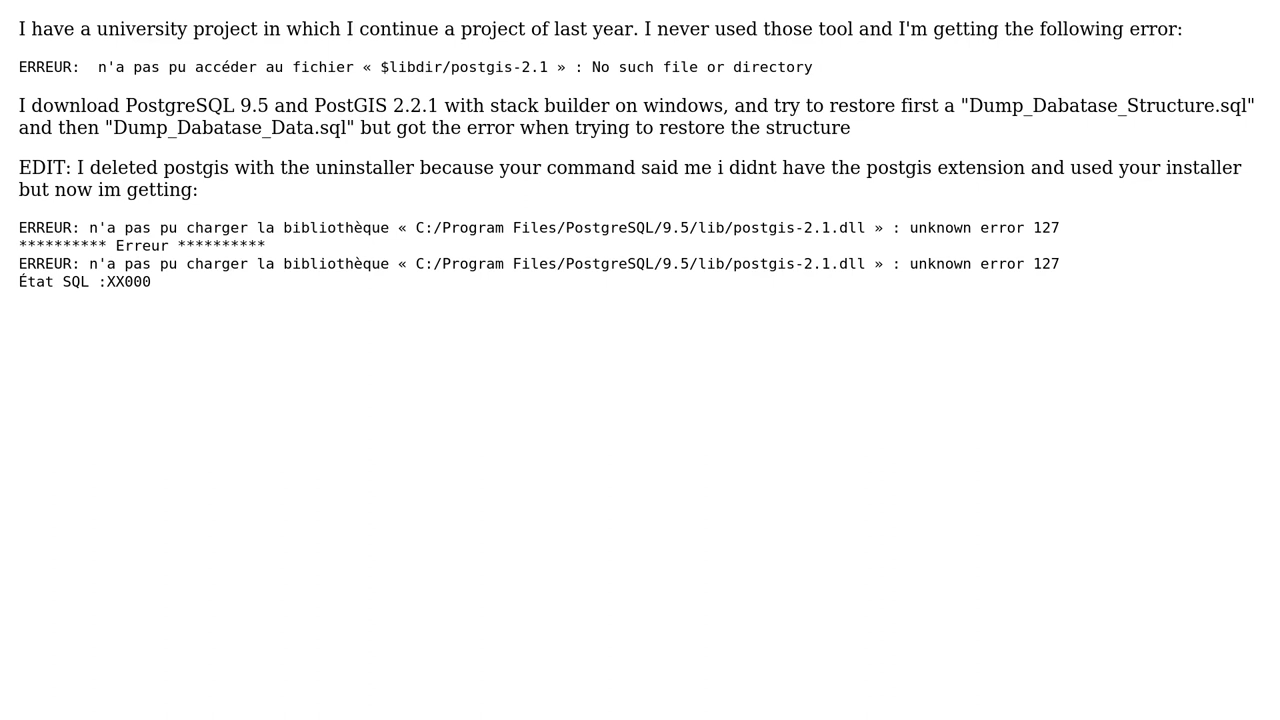 I have a university project in which I continue a project of last year. I never used those tool and I'm getting the following error:
ERREUR:  n'a pas pu accéder au fichier « $libdir/postgis-2.1 » : No such file or directory
I download PostgreSQL 9.5 and PostGIS 2.2.1 with stack builder on windows, and try to restore first a "Dump_Dabatase_Structure.sql"
and then "Dump_Dabatase_Data.sql" but got the error when trying to restore the structure
EDIT: I deleted postgis with the uninstaller because your command said me i didnt have the postgis extension and used your installer
but now im getting:
ERREUR: n'a pas pu charger la bibliothèque « C:/Program Files/PostgreSQL/9.5/lib/postgis-2.1.dll » : unknown error 127
********** Erreur **********
ERREUR: n'a pas pu charger la bibliothèque « C:/Program Files/PostgreSQL/9.5/lib/postgis-2.1.dll » : unknown error 127
État SQL :XX000